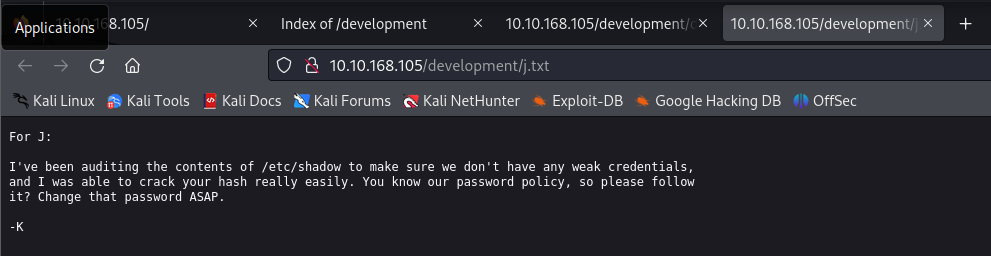 Applications
8.105/
Index of /development
10.10.168.105/development/
10.10.168.105/development/j
10.10.168.105/development/j.txt
Kali Linux
Kali Tools
Kali Docs
Kali Forums
Kali NetHunter
Exploit-DB
Google Hacking DB
OffSec
For J:
I've been auditing the contents of /etc/shadow to make sure we don't have any weak credentials,
and I was able to crack your hash really easily. You know our password policy, so please follow
it? Change that password ASAP.
-K